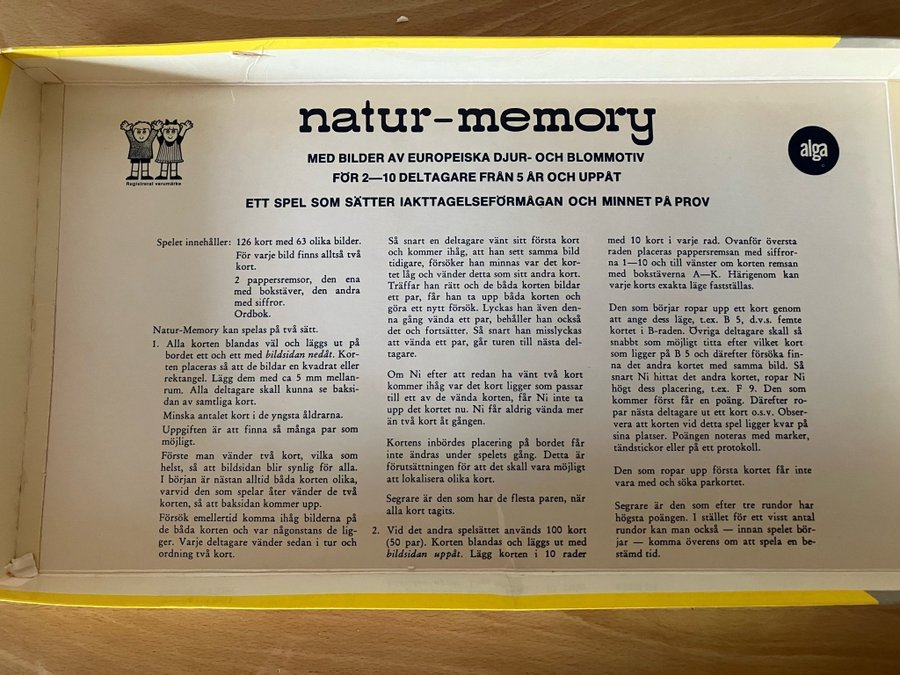 natur-memory
MED BILDER AV EUROPEISKA DJUR- OCH BLOMMOTIV
FÖR 2—10 DELTAGARE FRÅN 5 ÅR OCH UPPÅT
ETT SPEL SOM SÄTTER IAKTTAGELSEFÖRMÅGAN OCH MINNET PÅ PROV
Registrerat varumärke
alga
Spelet innehåller: 126 kort med 63 olika bilder.
För varje bild finns alltså två
kort.
2 pappersremsor, den ena
med bokstäver, den andra
med siffror.
Ordbok.
Natur-Memory kan spelas på två sätt.
1. Alla korten blandas väl och läggs ut på
bordet ett och ett med bildsidan nedåt. Kor-
ten placeras så att de bildar en kvadrat eller
rektangel. Lägg dem med ca 5 mm mellan-
rum. Alla deltagare skall kunna se baksi-
dan av samtliga kort.
Minska antalet kort i de yngsta åldrarna.
Uppgiften är att finna så många par som
möjligt.
Förste man vänder två kort, vilka som
helst, så att bildsidan blir synlig för alla.
I början är nästan alltid båda korten olika,
varvid den som spelar åter vänder de två
korten, så att baksidan kommer upp.
Försök emellertid komma ihåg bilderna på
de båda korten och var någonstans de lig-
ger. Varje deltagare vänder sedan i tur och
ordning två kort.
Så snart en deltagare vänt sitt första kort
och kommer ihåg, att han sett samma bild
tidigare, försöker han minnas var det kor-
tet låg och vänder detta som sitt andra kort.
Träffar han rätt och de båda korten bildar
ett par, får han ta upp båda korten och
göra ett nytt försök. Lyckas han även den-
na gång vända ett par, behåller han också
det och fortsätter. Så snart han misslyckas
att vända ett par, går turen till nästa del-
tagare.
Om Ni efter att redan ha vänt två kort
kommer ihåg var det kort ligger som passar
till ett av de vända korten, får Ni inte ta
upp det kortet nu. Ni får aldrig vända mer
än två kort åt gången.
Kortens inbördes placering på bordet får
inte ändras under spelets gång. Detta är
förutsättningen för att det skall vara möjligt
att lokalisera olika kort.
Segrare är den som har de flesta paren, när
alla kort tagits.
2. Vid det andra spelsättet används 100 kort
(50 par). Korten blandas och läggs ut med
bildsidan uppåt. Lägg korten i 10 rader
med 10 kort i varje rad. Ovanför översta
raden placeras pappersremsan med siffror-
na 1—10 och till vänster om korten remsan
med bokstäverna A—K. Härigenom kan
varje korts exakta läge fastställas.
Den som börjar ropar upp ett kort genom
att ange dess läge, t.ex. B 5, d.v.s. femte
kortet i B-raden. Övriga deltagare skall så
snabbt som möjligt titta efter vilket kort
som ligger på B 5 och därefter försöka fin-
na det andra kortet med samma bild. Så
snart Ni hittat det andra kortet, ropar Ni
högt dess placering, t.ex. F 9. Den som
kommer först får en poäng. Därefter ro-
par nästa deltagare ut ett kort o.s.v. Obser-
vera att korten vid detta spel ligger kvar på
sina platser. Poängen noteras med marker,
tändstickor eller på ett protokoll.
Den som ropar upp första kortet får inte
vara med och söka parkortet.
Segrare är den som efter tre rundor har
högsta poängen. I stället för ett visst antal
rundor kan man också — innan spelet bör-
jar — komma överens om att spela en be-
stämd tid.